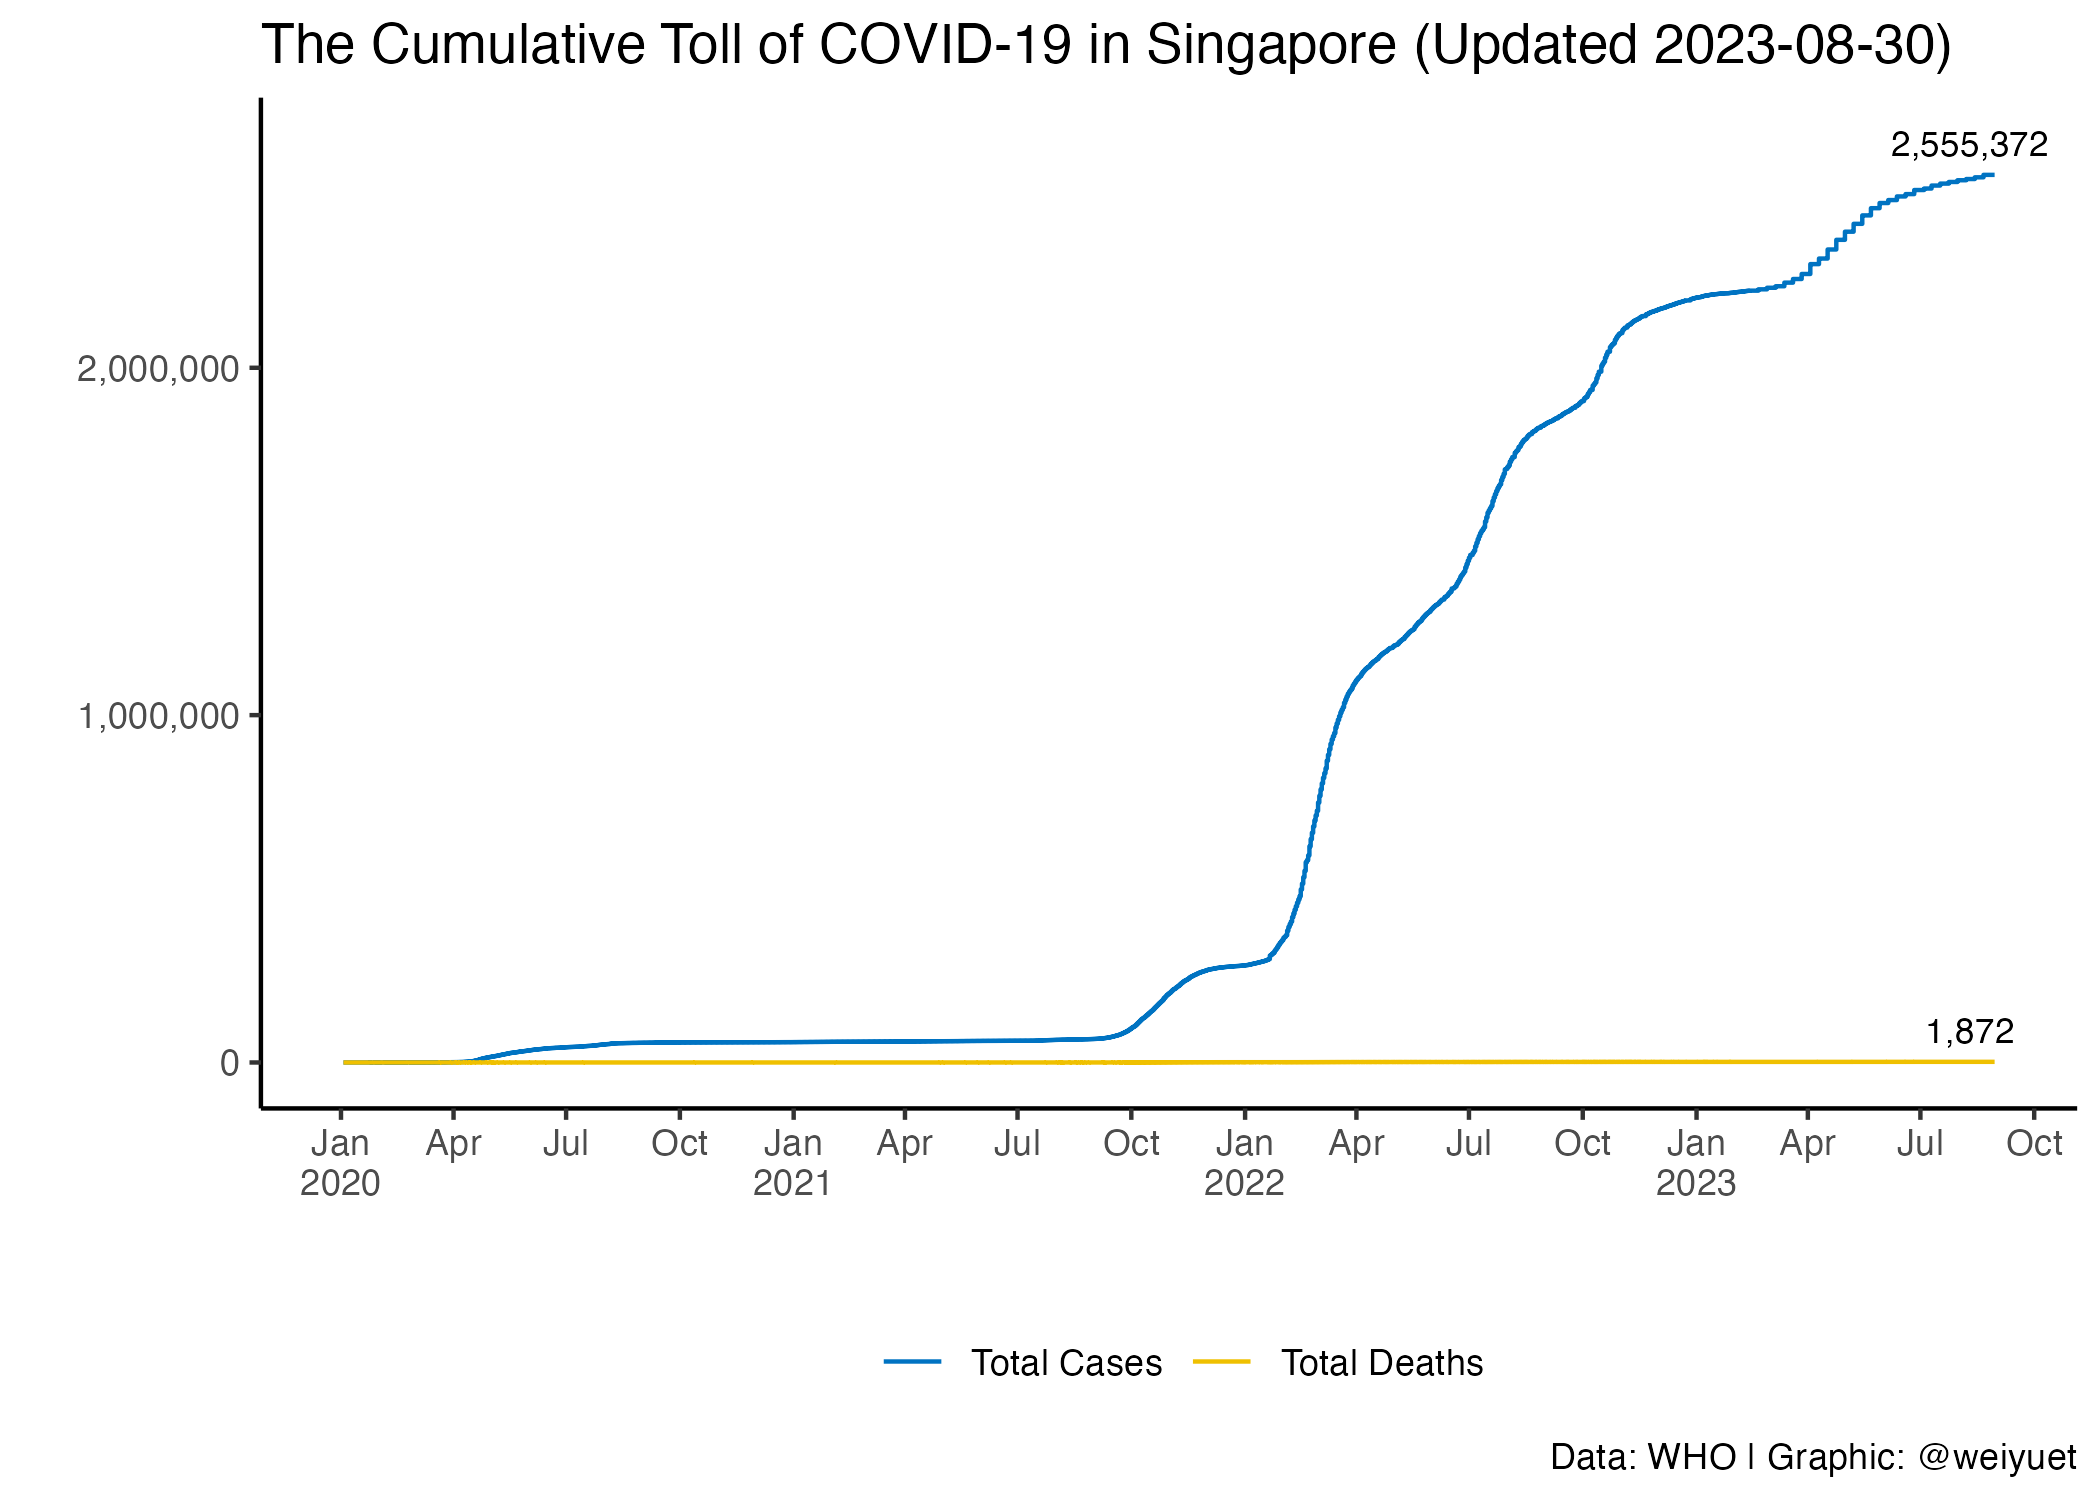 The Cumulative Toll of COVID-19 in Singapore (Updated 2023-08-30)
2,555,372
2,000,000
1,000,000
1,872
0
Jan Apr Jul Oct Jan Apr Jul Oct Jan Apr Jul Oct Jan Apr Jul Oct
2020 2021 2022 2023
Total Cases Total Deaths
Data: WHO | Graphic: @weiyuet